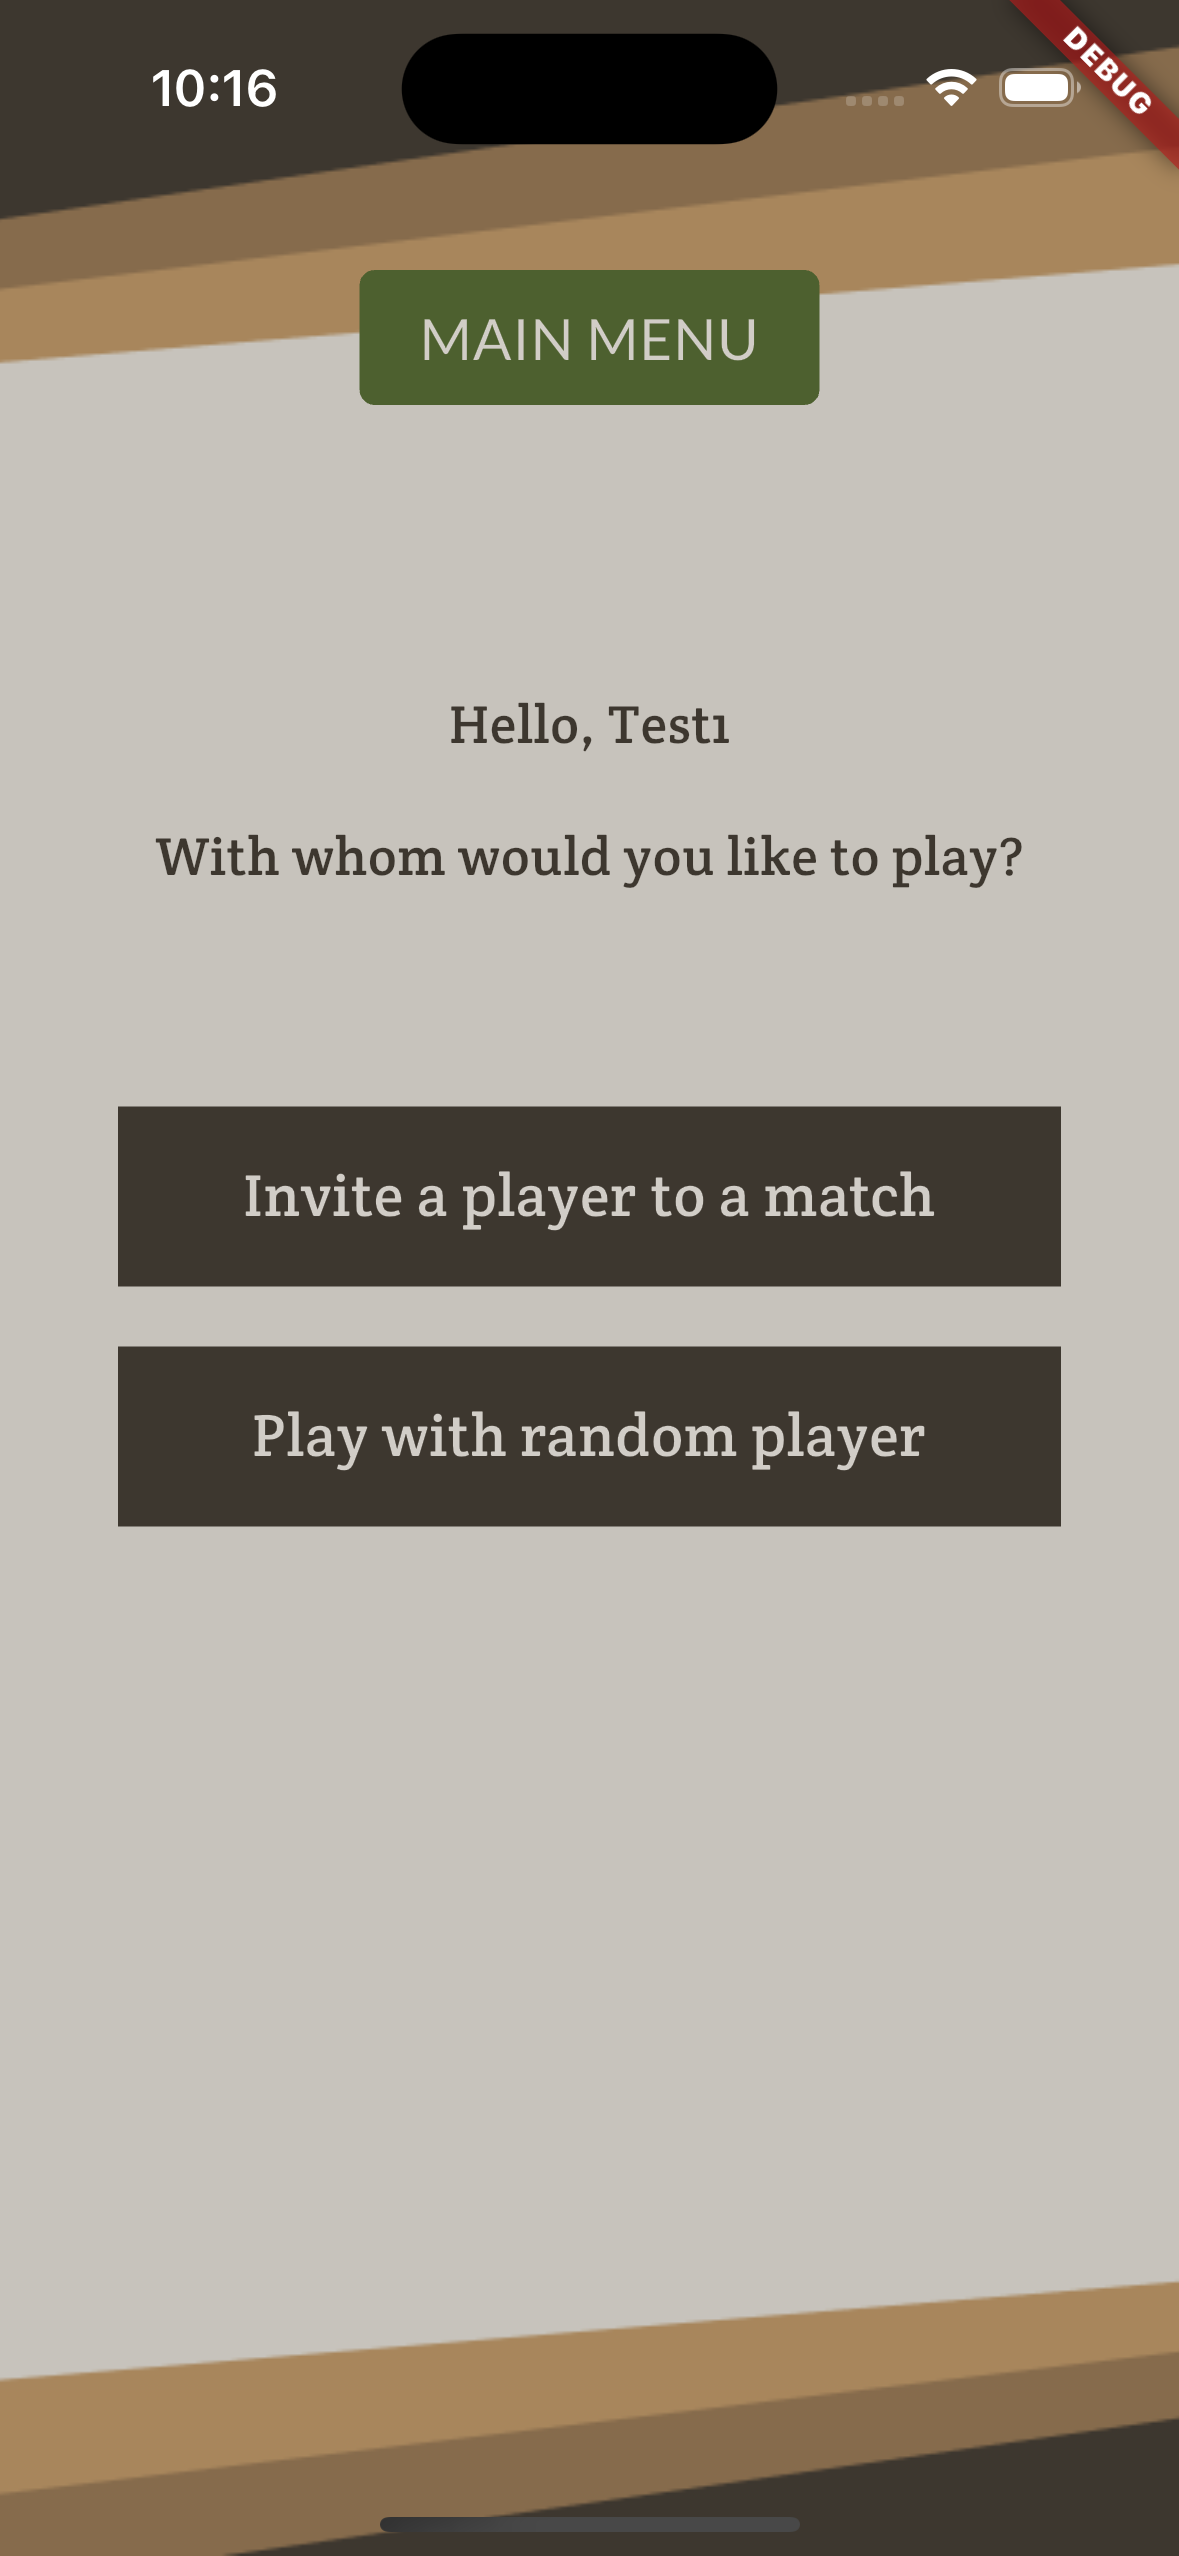 10:16
DEBUG
MAIN MENU
Hello, Test1
With whom would you like to play?
Invite a player to a match
Play with random player